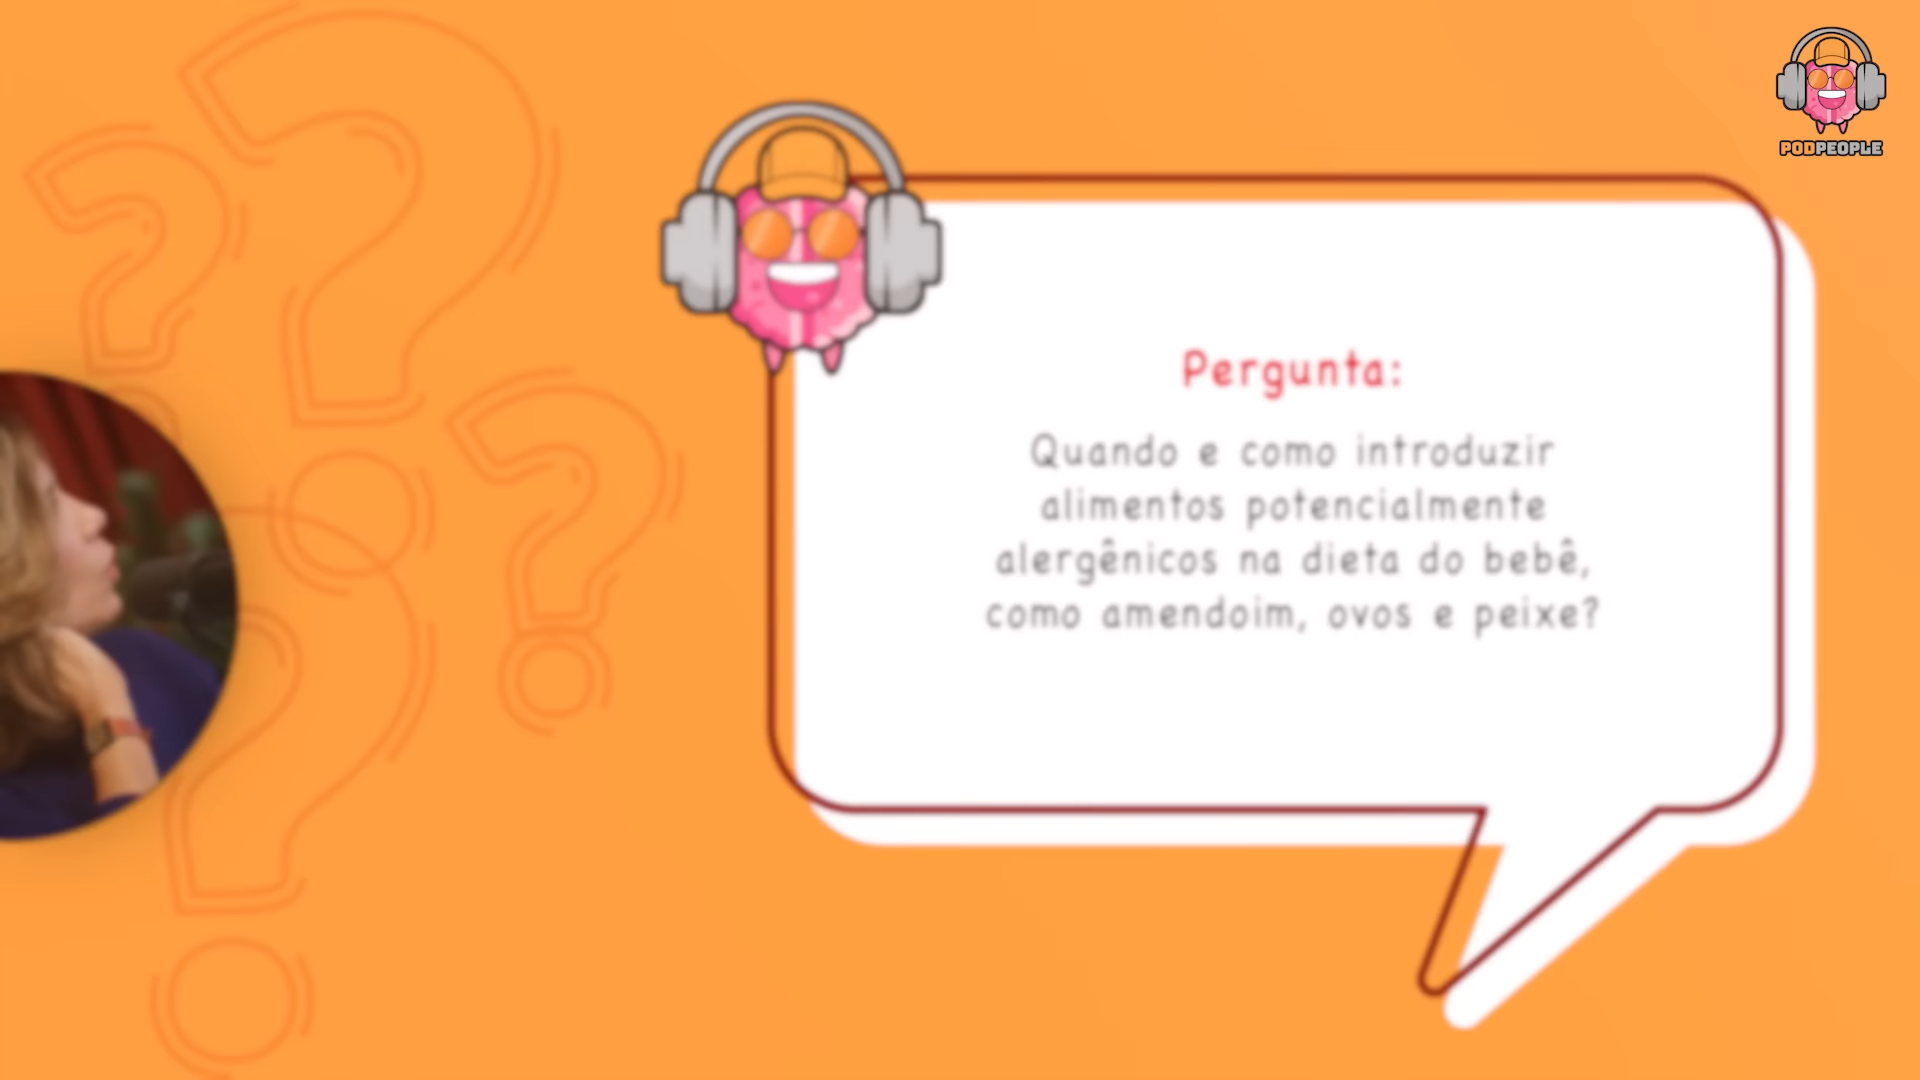 PODPEOPLE
Pergunta:
Quando e como introduzir
alimentos potencialmente
alergênicos na dieta do bebê,
como amendoim, ovos e peixe?